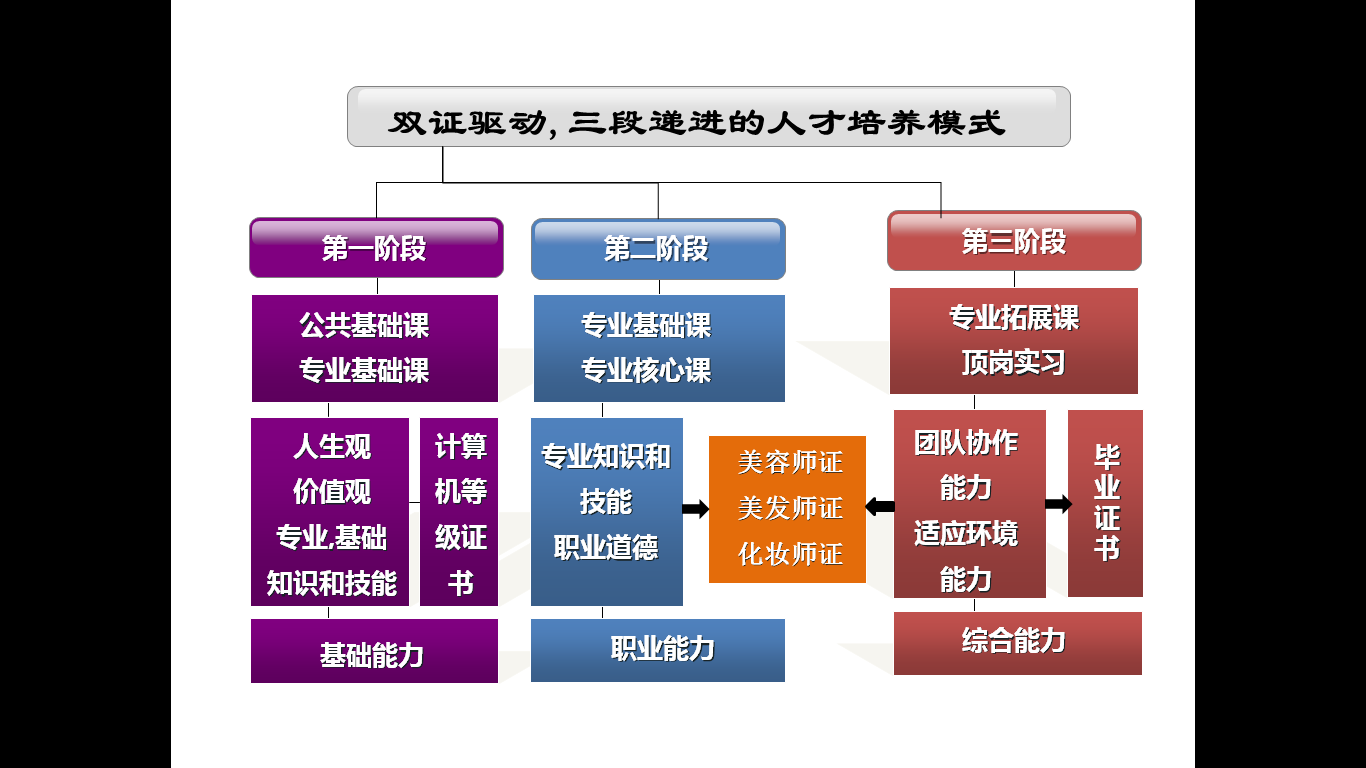 双证驱动,三段递进的人才培养模式
第一阶段
公共基础课
专业基础课
人生观
价值观
专业,基础
知识和技能
计算
机等
级证
书
基础能力
第二阶段
专业基础课
专业核心课
专业知识和
技能
职业道德
职业能力
美容师证
美发师证
化妆师证
第三阶段
专业拓展课
顶岗实习
团队协作
能力
适应环境
能力
毕
业
证
书
综合能力